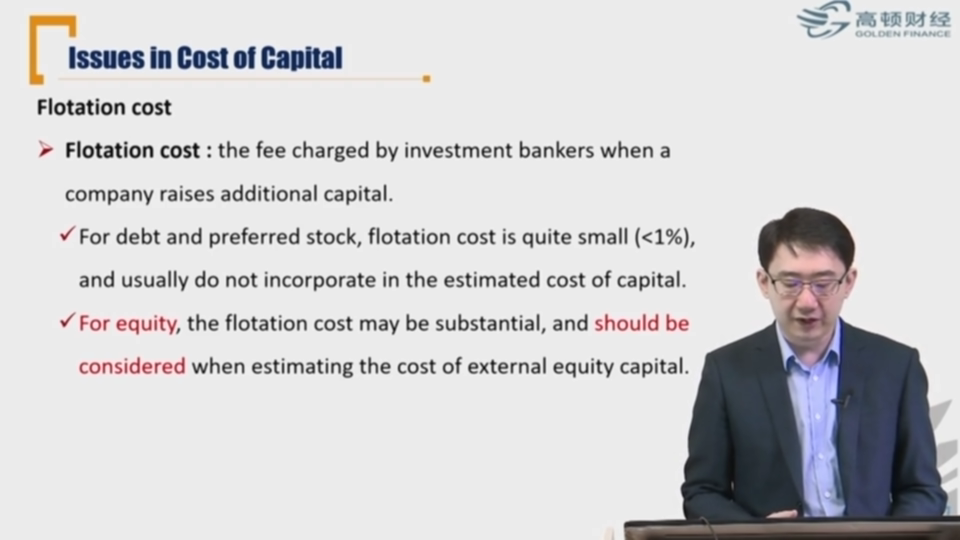 高顿财经
GOLDEN FINANCE
Issues in Cost of Capital
Flotation cost
Flotation cost : the fee charged by investment bankers when a
company raises additional capital.
For debt and preferred stock, flotation cost is quite small (<1%),
and usually do not incorporate in the estimated cost of capital.
For equity, the flotation cost may be substantial, and should be
considered when estimating the cost of external equity capital.